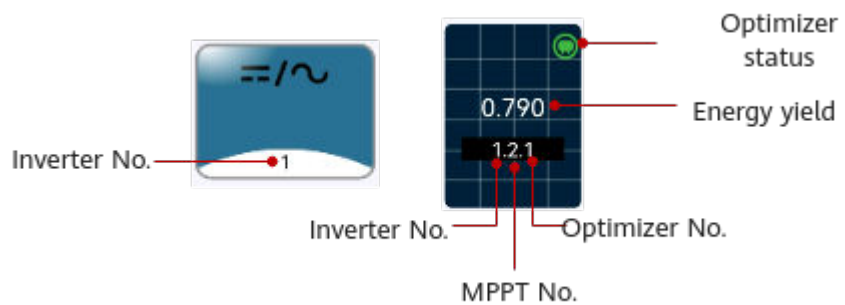 Optimizer
status
0.790
Energy yield
Inverter No.
1
1.2.1
Inverter No.
Optimizer No.
MPPT No.